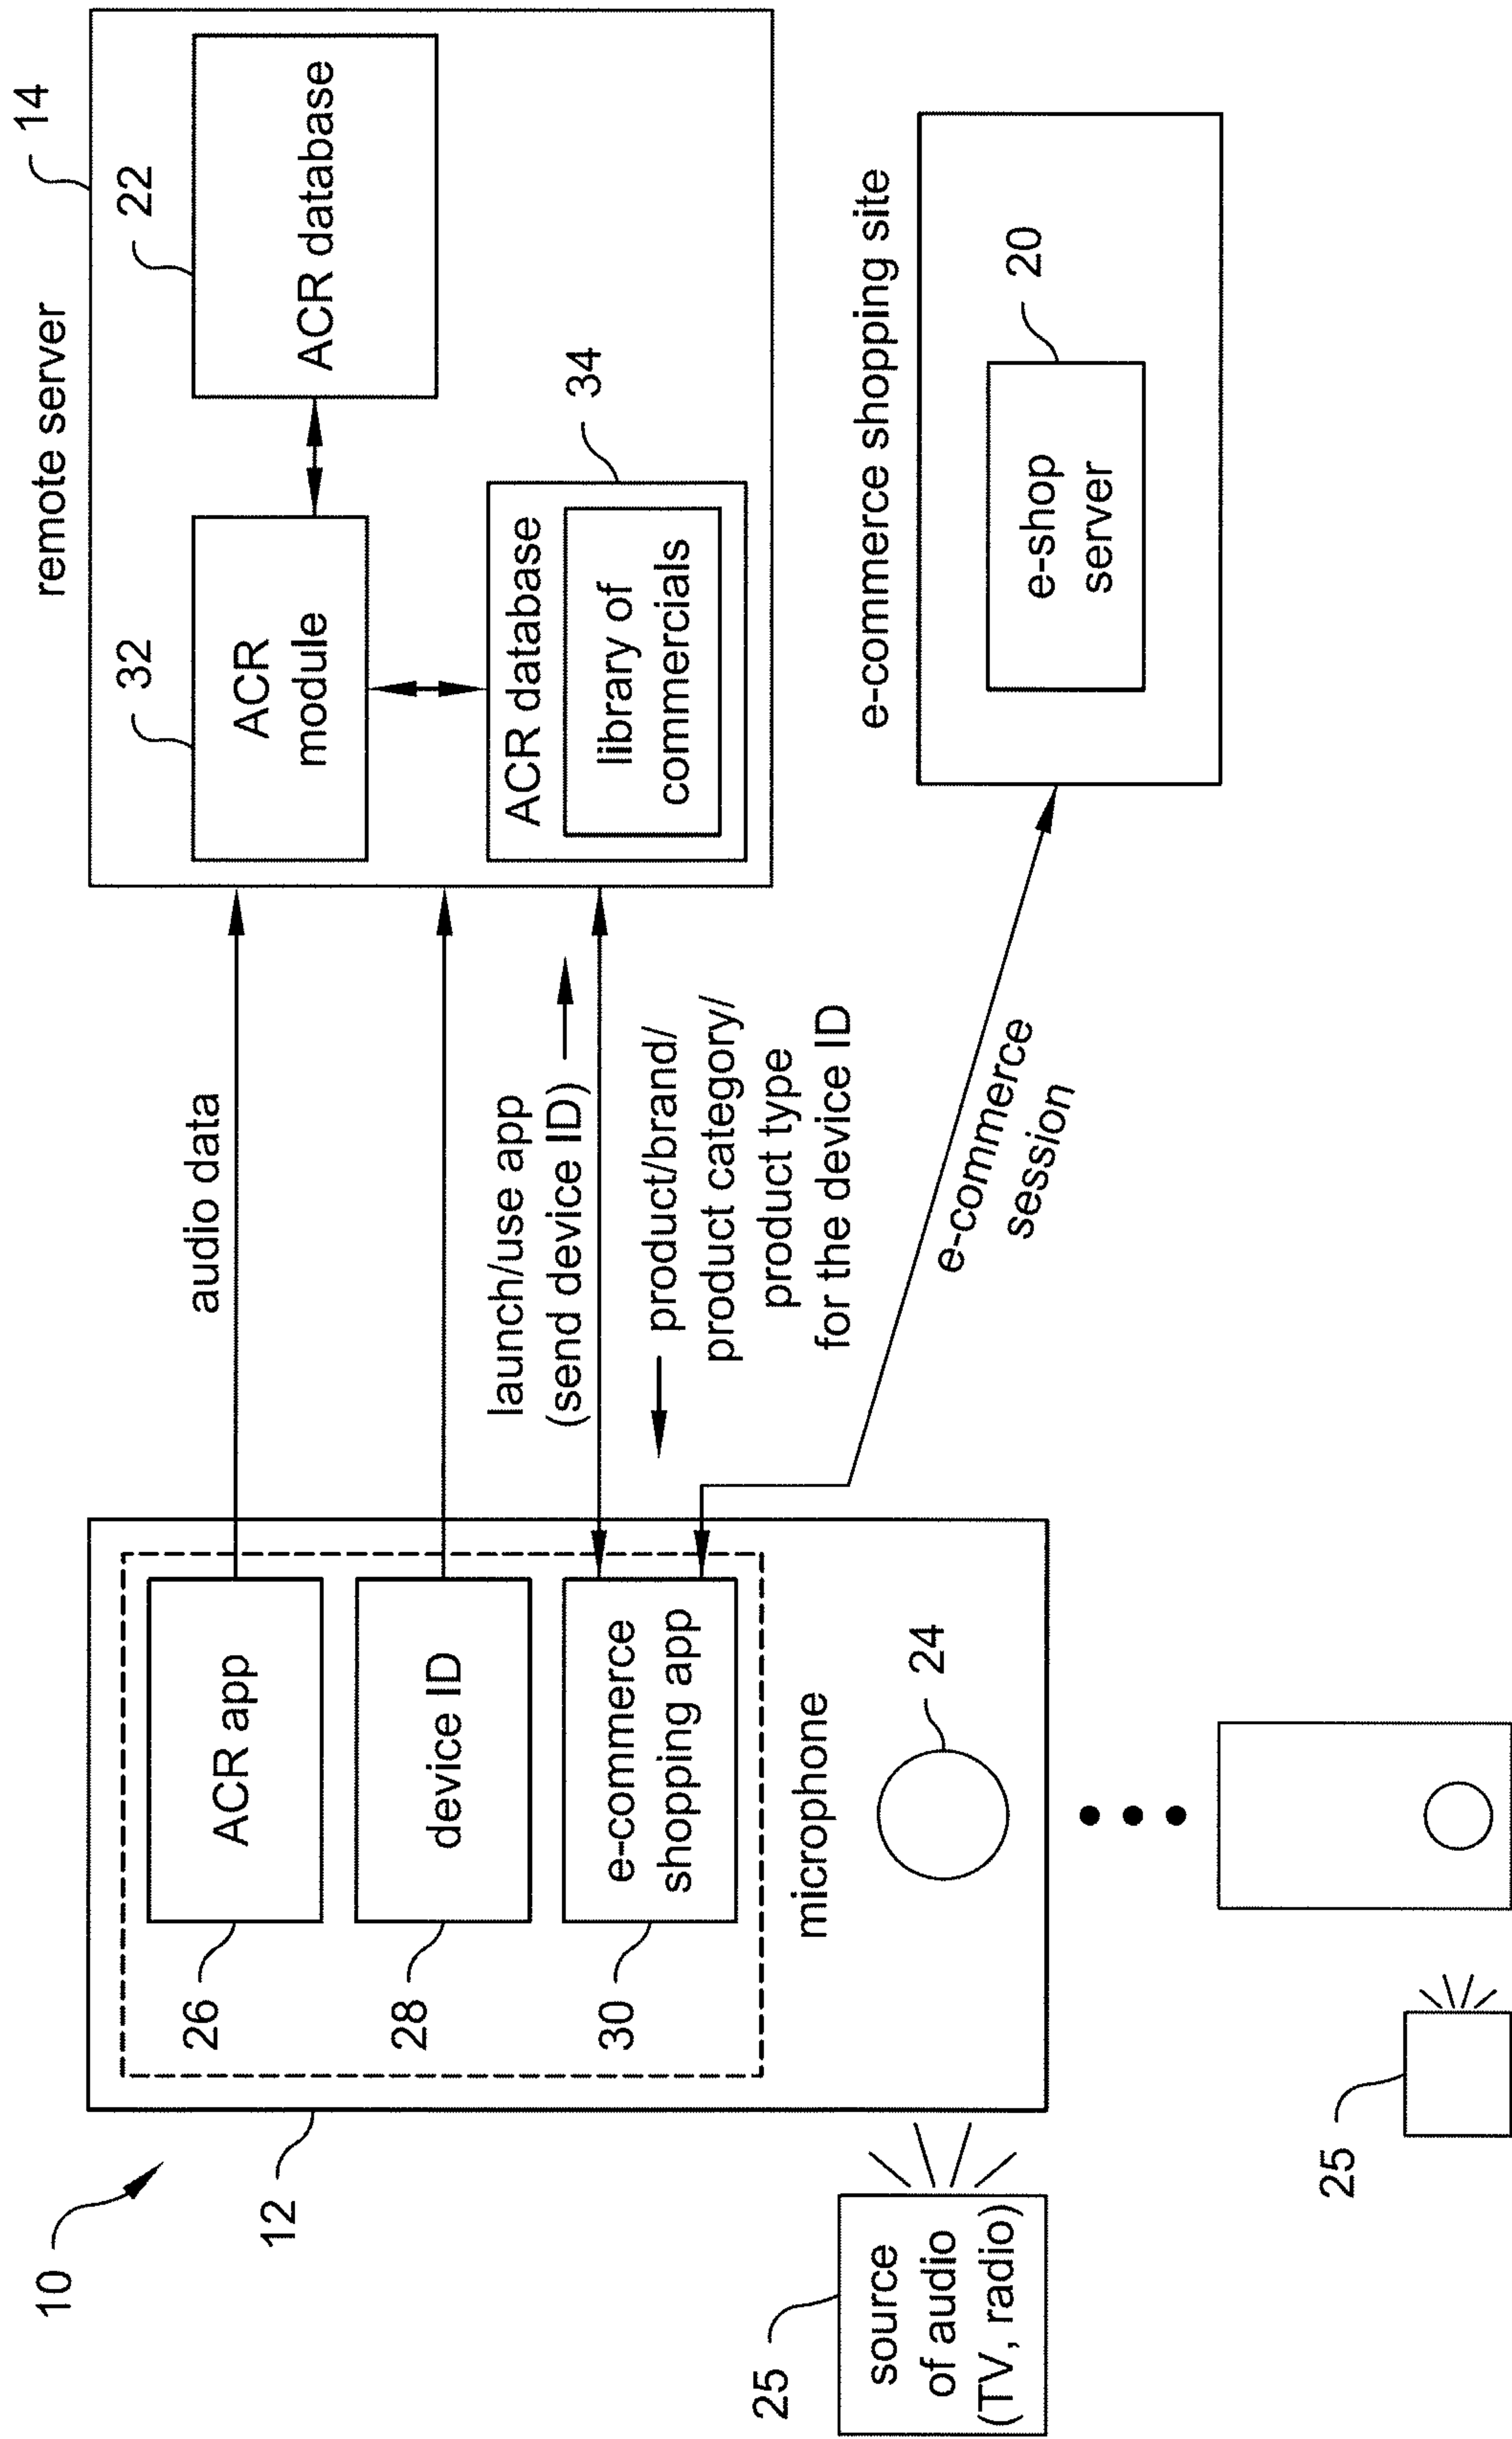 10
12
26
ACR app
28
device ID
30
e-commerce
shopping app
microphone
24
25
source
of audio
(TV, radio)
25
audio data
launch/use app
(send device ID)
product/brand/
product category/
product type
for the device ID
e-commerce
session
remote server
14
32
ACR
module
22
ACR database
ACR database
34
library of
commercials
e-commerce shopping site
20
e-shop
server